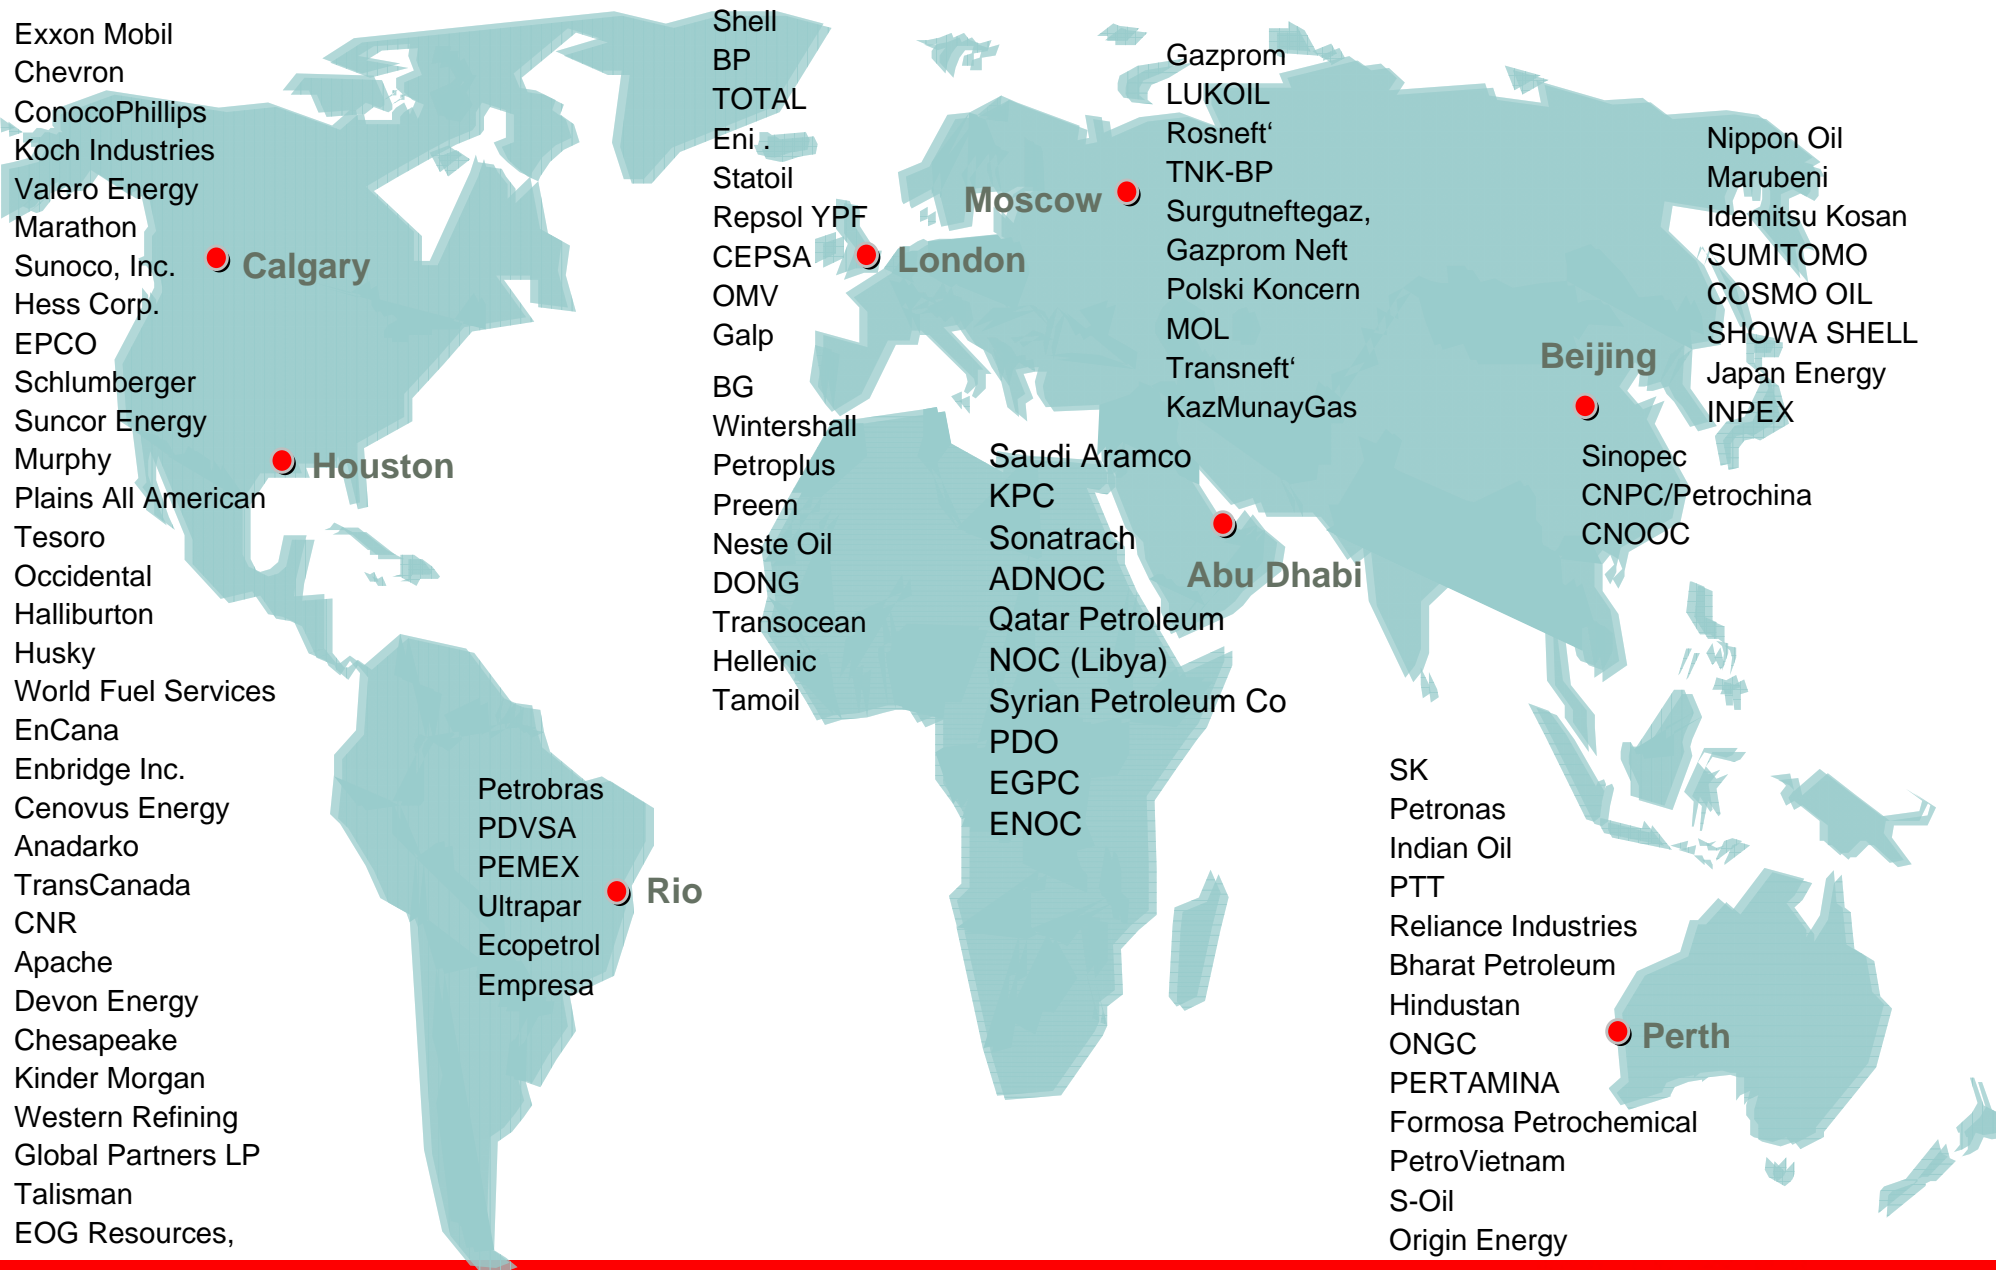 Exxon Mobil
Chevron
ConocoPhillips
Koch Industries
Valero Energy
Marathon
Sunoco, Inc.
Hess Corp.
EPCO
Schlumberger
Suncor Energy
Murphy
Plains All American
Tesoro
Occidental
Halliburton
Husky
World Fuel Services
EnCana
Enbridge Inc.
Cenovus Energy
Anadarko
TransCanada
CNR
Apache
Devon Energy
Chesapeake
Kinder Morgan
Western Refining
Global Partners LP
Talisman
EOG Resources,
Calgary
Houston
Petrobras
PDVSA
PEMEX
Ultrapar
Ecopetrol
Empresa
Rio
Shell
BP
TOTAL
Eni .
Statoil
Repsol YPF
CEPSA
OMV
Galp
BG
Wintershall
Petroplus
Preem
Neste Oil
DONG
Transocean
Hellenic
Tamoil
London
Moscow
Gazprom
LUKOIL
Rosneft‘
TNK-BP
Surgutneftegaz,
Gazprom Neft
Polski Koncern
MOL
Transneft‘
KazMunayGas
Saudi Aramco
KPC
Sonatrach
ADNOC
Qatar Petroleum
NOC (Libya)
Syrian Petroleum Co
PDO
EGPC
ENOC
Abu Dhabi
Nippon Oil
Marubeni
Idemitsu Kosan
SUMITOMO
COSMO OIL
SHOWA SHELL
Japan Energy
INPEX
Beijing
Sinopec
CNPC/Petrochina
CNOOC
SK
Petronas
Indian Oil
PTT
Reliance Industries
Bharat Petroleum
Hindustan
ONGC
PERTAMINA
Formosa Petrochemical
PetroVietnam
S-Oil
Origin Energy
Perth